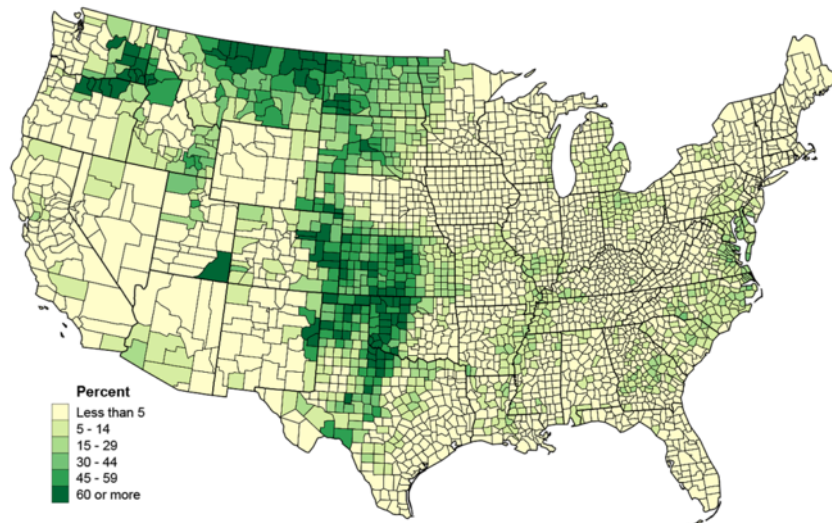 Percent
Less than 5
5 - 14
15 - 29
30 - 44
45 - 59
60 or more